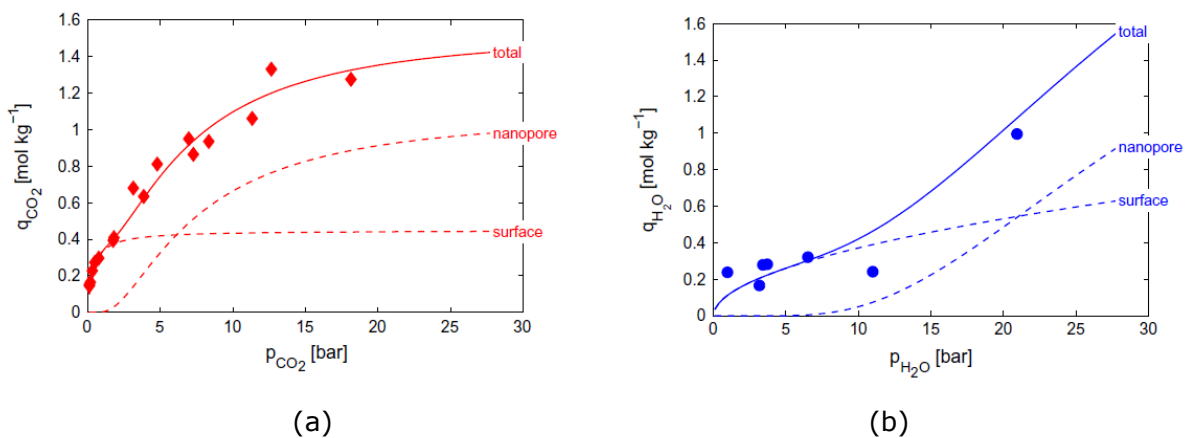 1.6
1.4
1.2
1
0.8
0.6
0.4
0.2
0
q_CO2 [mol kg⁻¹]
total
nanopore
surface
0 5 10 15 20 25 30
p_CO2 [bar]
(a)
1.6
1.4
1.2
1
0.8
0.6
0.4
0.2
0
q_H2O [mol kg⁻¹]
total
nanopore
surface
0 5 10 15 20 25 30
p_H2O [bar]
(b)